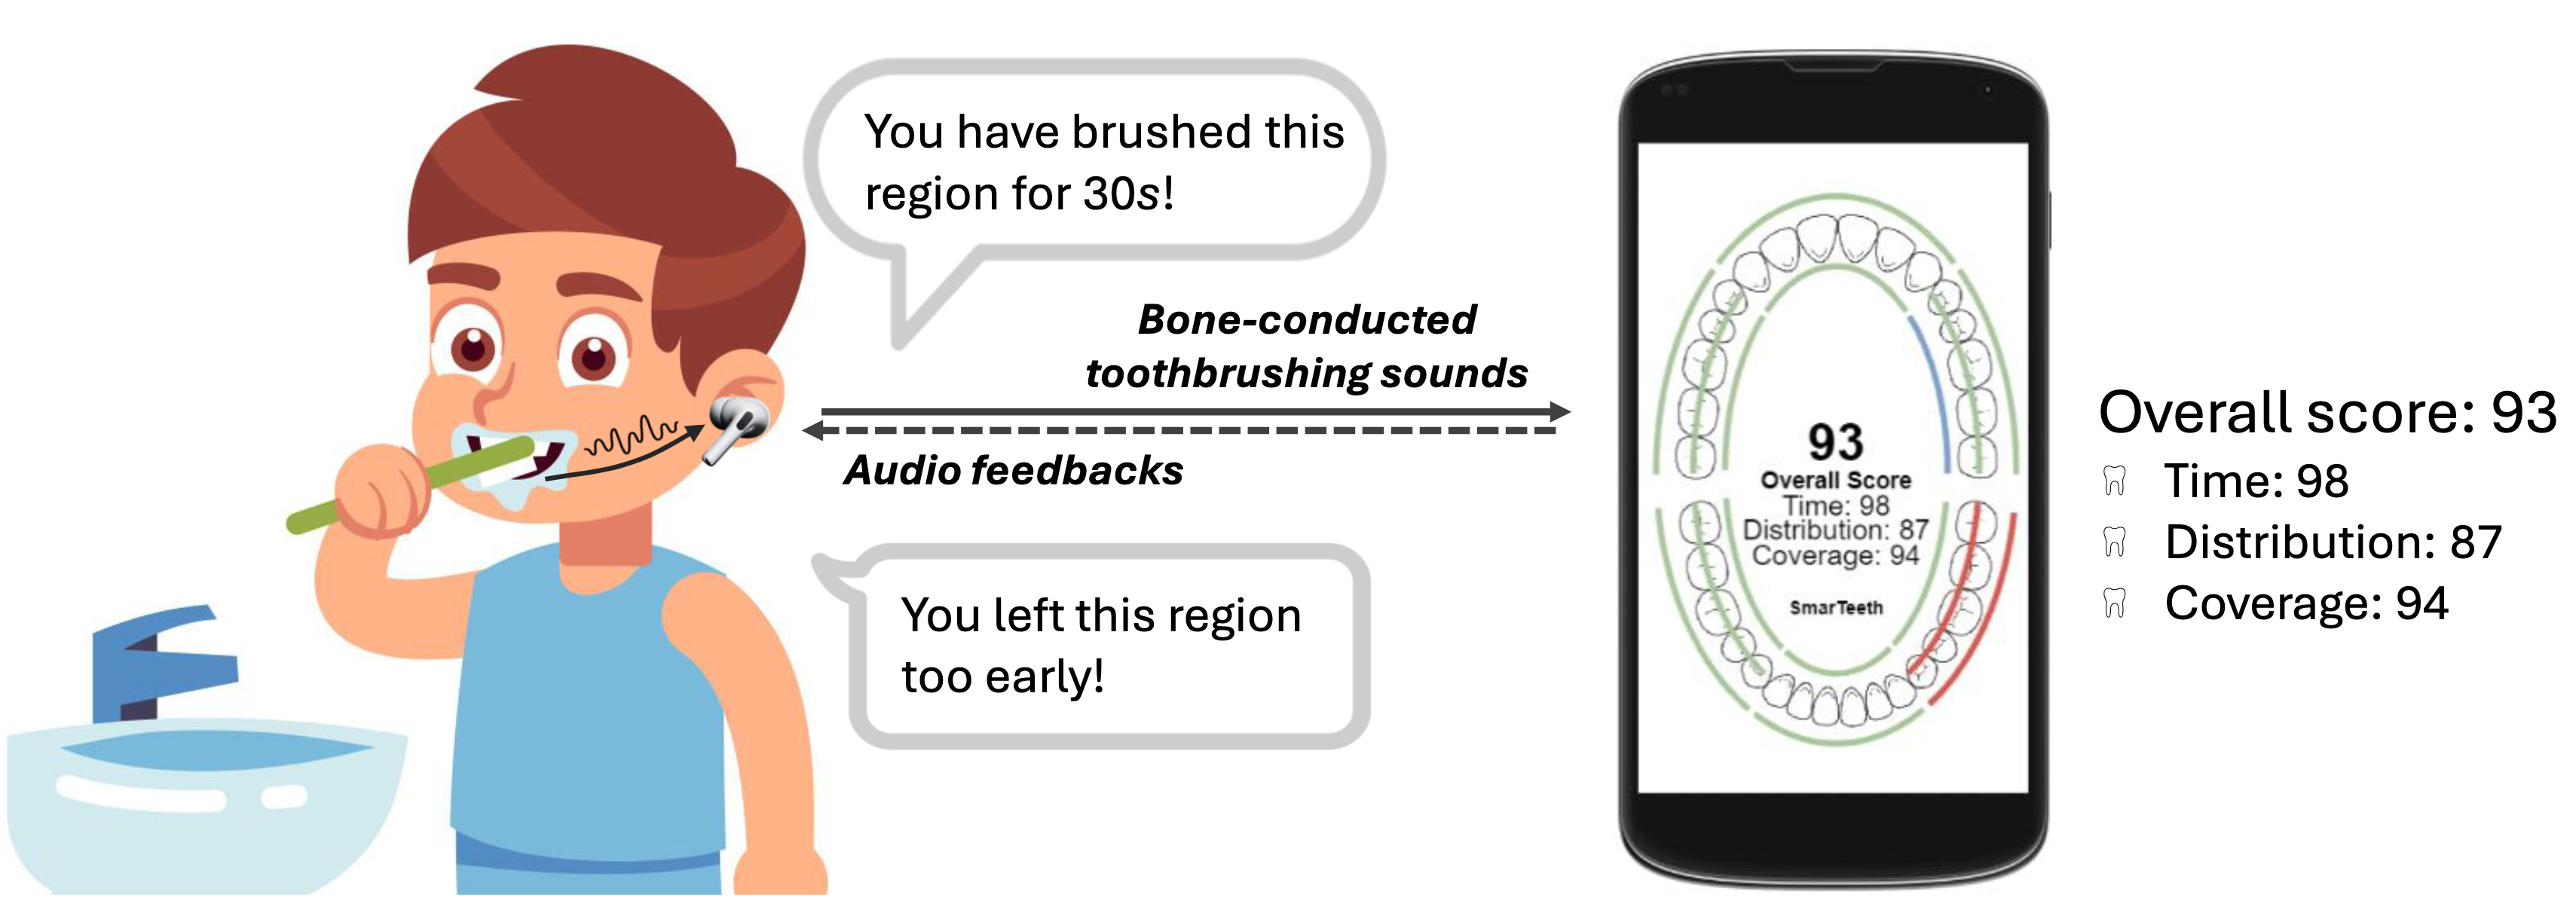 You have brushed this
region for 30s!
Bone-conducted
toothbrushing sounds
Audio feedbacks
You left this region
too early!
93
Overall Score
Time: 98
Distribution: 87
Coverage: 94
SmarTeeth
Overall score: 93
Time: 98
Distribution: 87
Coverage: 94